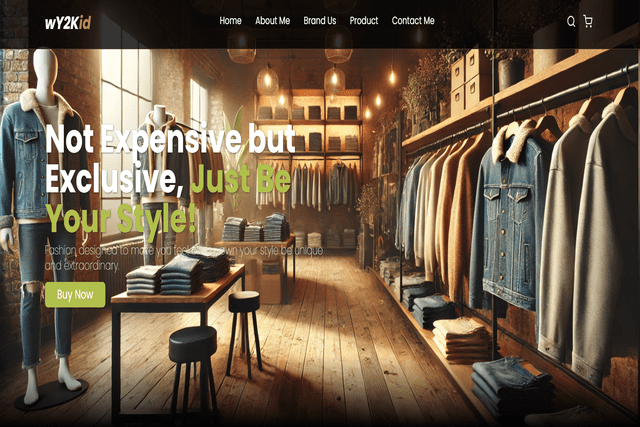 wY2Kid
Home About Me Brand Us Product Contact Me
Not Expensive but
Exclusive, Just Be
Your Style!
Fashion designed to make you feel own your style be unique
and extraordinary.
Buy Now